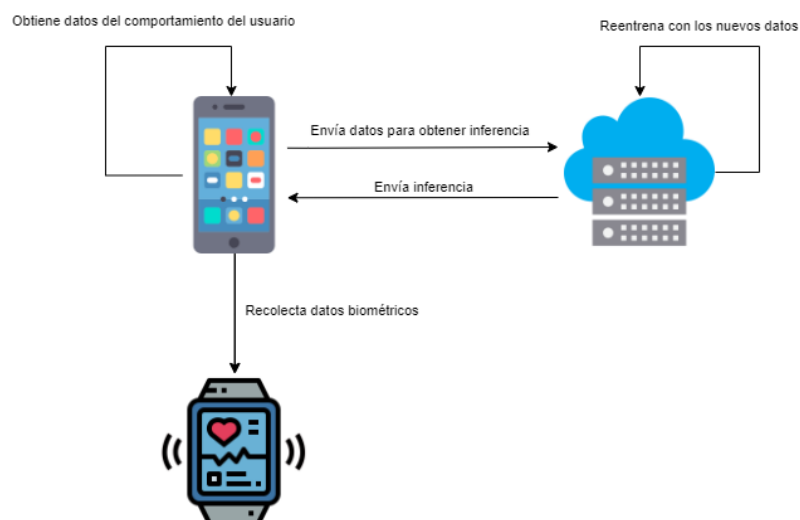 Obtiene datos del comportamiento del usuario
Reentrena con los nuevos datos
Envía datos para obtener inferencia
Envía inferencia
Recolecta datos biométricos